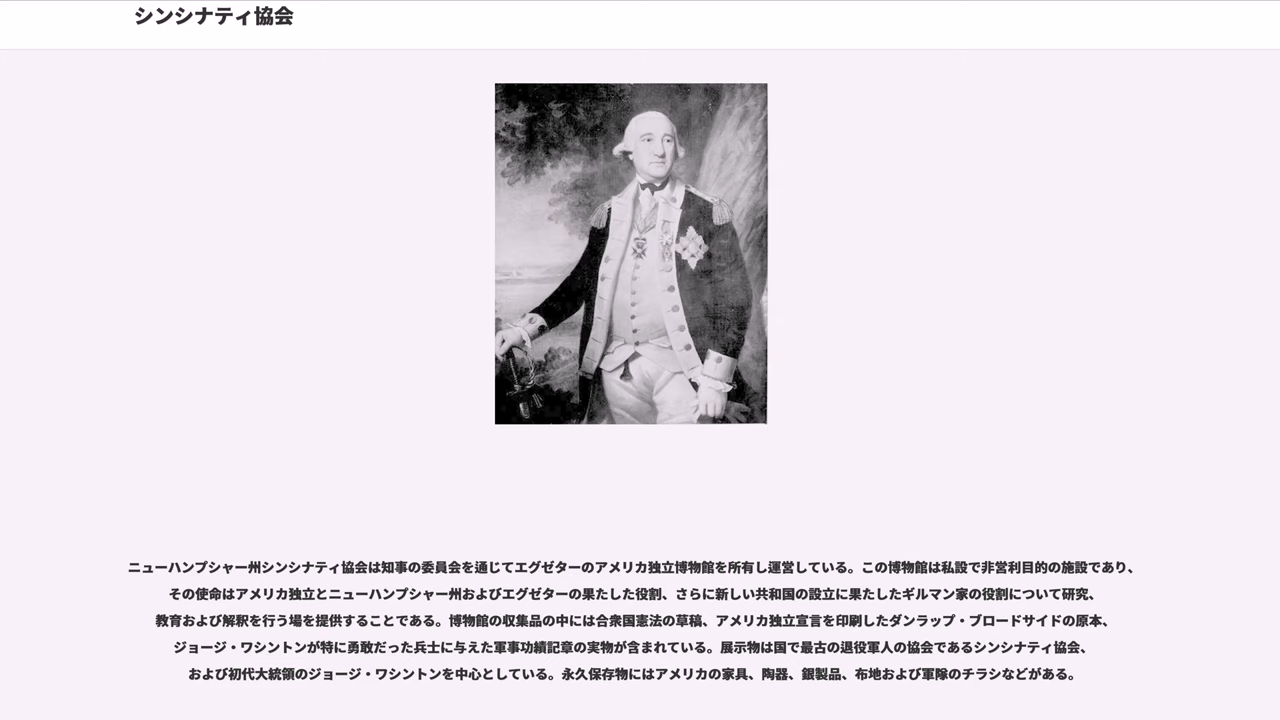 シンシナティ協会
ニューハンプシャー州シンシナティ協会は知事の委員会を通じてエグゼターのアメリカ独立博物館を所有し運営している。この博物館は私設で非営利目的の施設であり、
その使命はアメリカ独立とニューハンプシャー州およびエグゼターの果たした役割、さらに新しい共和国の設立に果たしたギルマン家の役割について研究、
教育および解釈を行う場を提供することである。博物館の収集品の中には合衆国憲法の草稿、アメリカ独立宣言を印刷したダンラップ・ブロードサイドの原本、
ジョージ・ワシントンが特に勇敢だった兵士に与えた軍事功績記章の実物が含まれている。展示物は国で最古の退役軍人の協会であるシンシナティ協会、
および初代大統領のジョージ・ワシントンを中心としている。永久保存物にはアメリカの家具、陶器、銀製品、布地および軍隊のチラシなどがある。